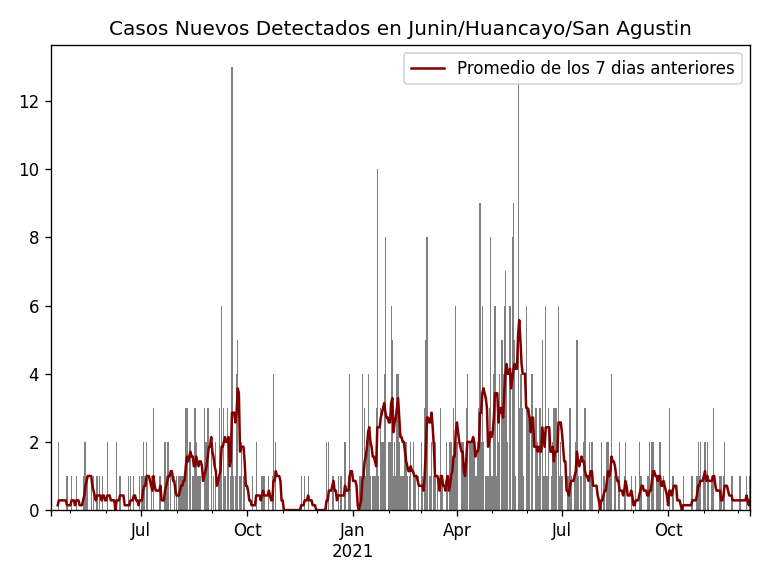 Casos Nuevos Detectados en Junin/Huancayo/San Agustin
Promedio de los 7 dias anteriores
12
10
8
6
4
2
0
Jul
Oct
Jan
2021
Apr
Jul
Oct